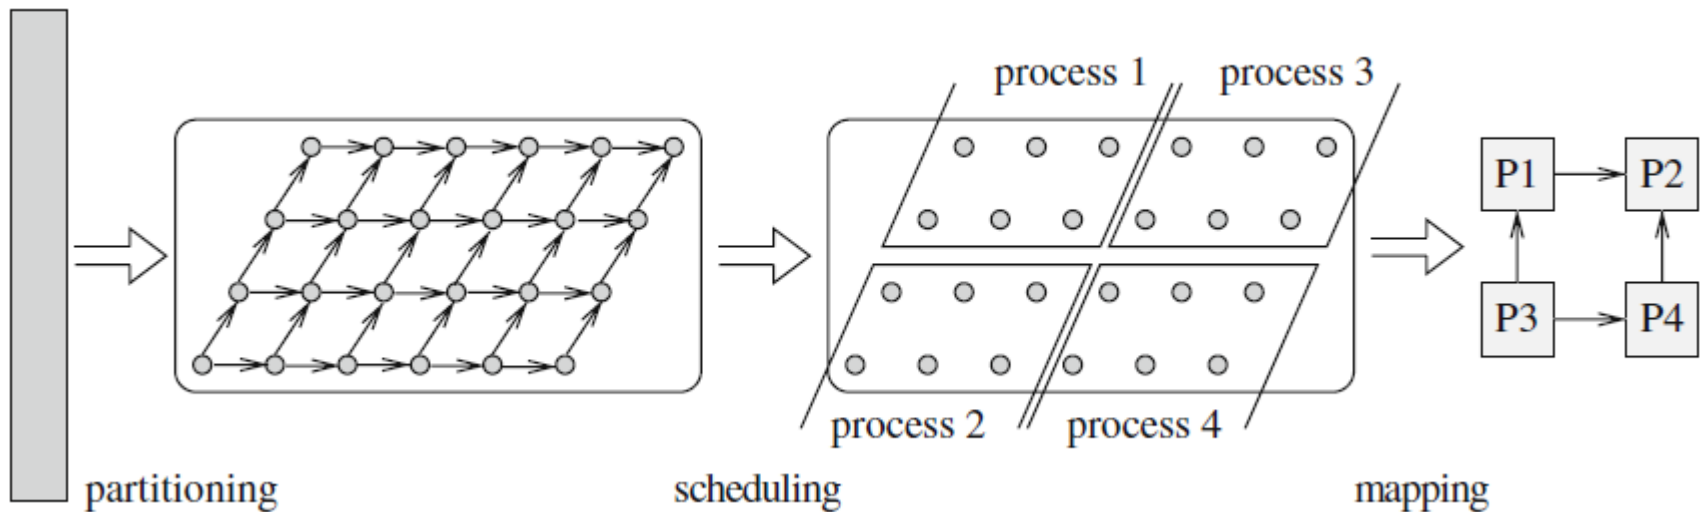 process 1
process 3
P1
P2
P3
P4
process 2
process 4
partitioning
scheduling
mapping